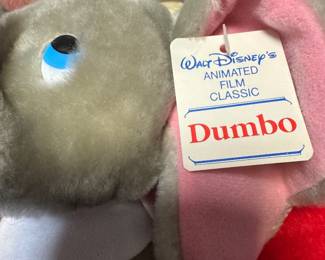 WALT DISNEY'S
ANIMATED
FILM
CLASSIC
Dumbo